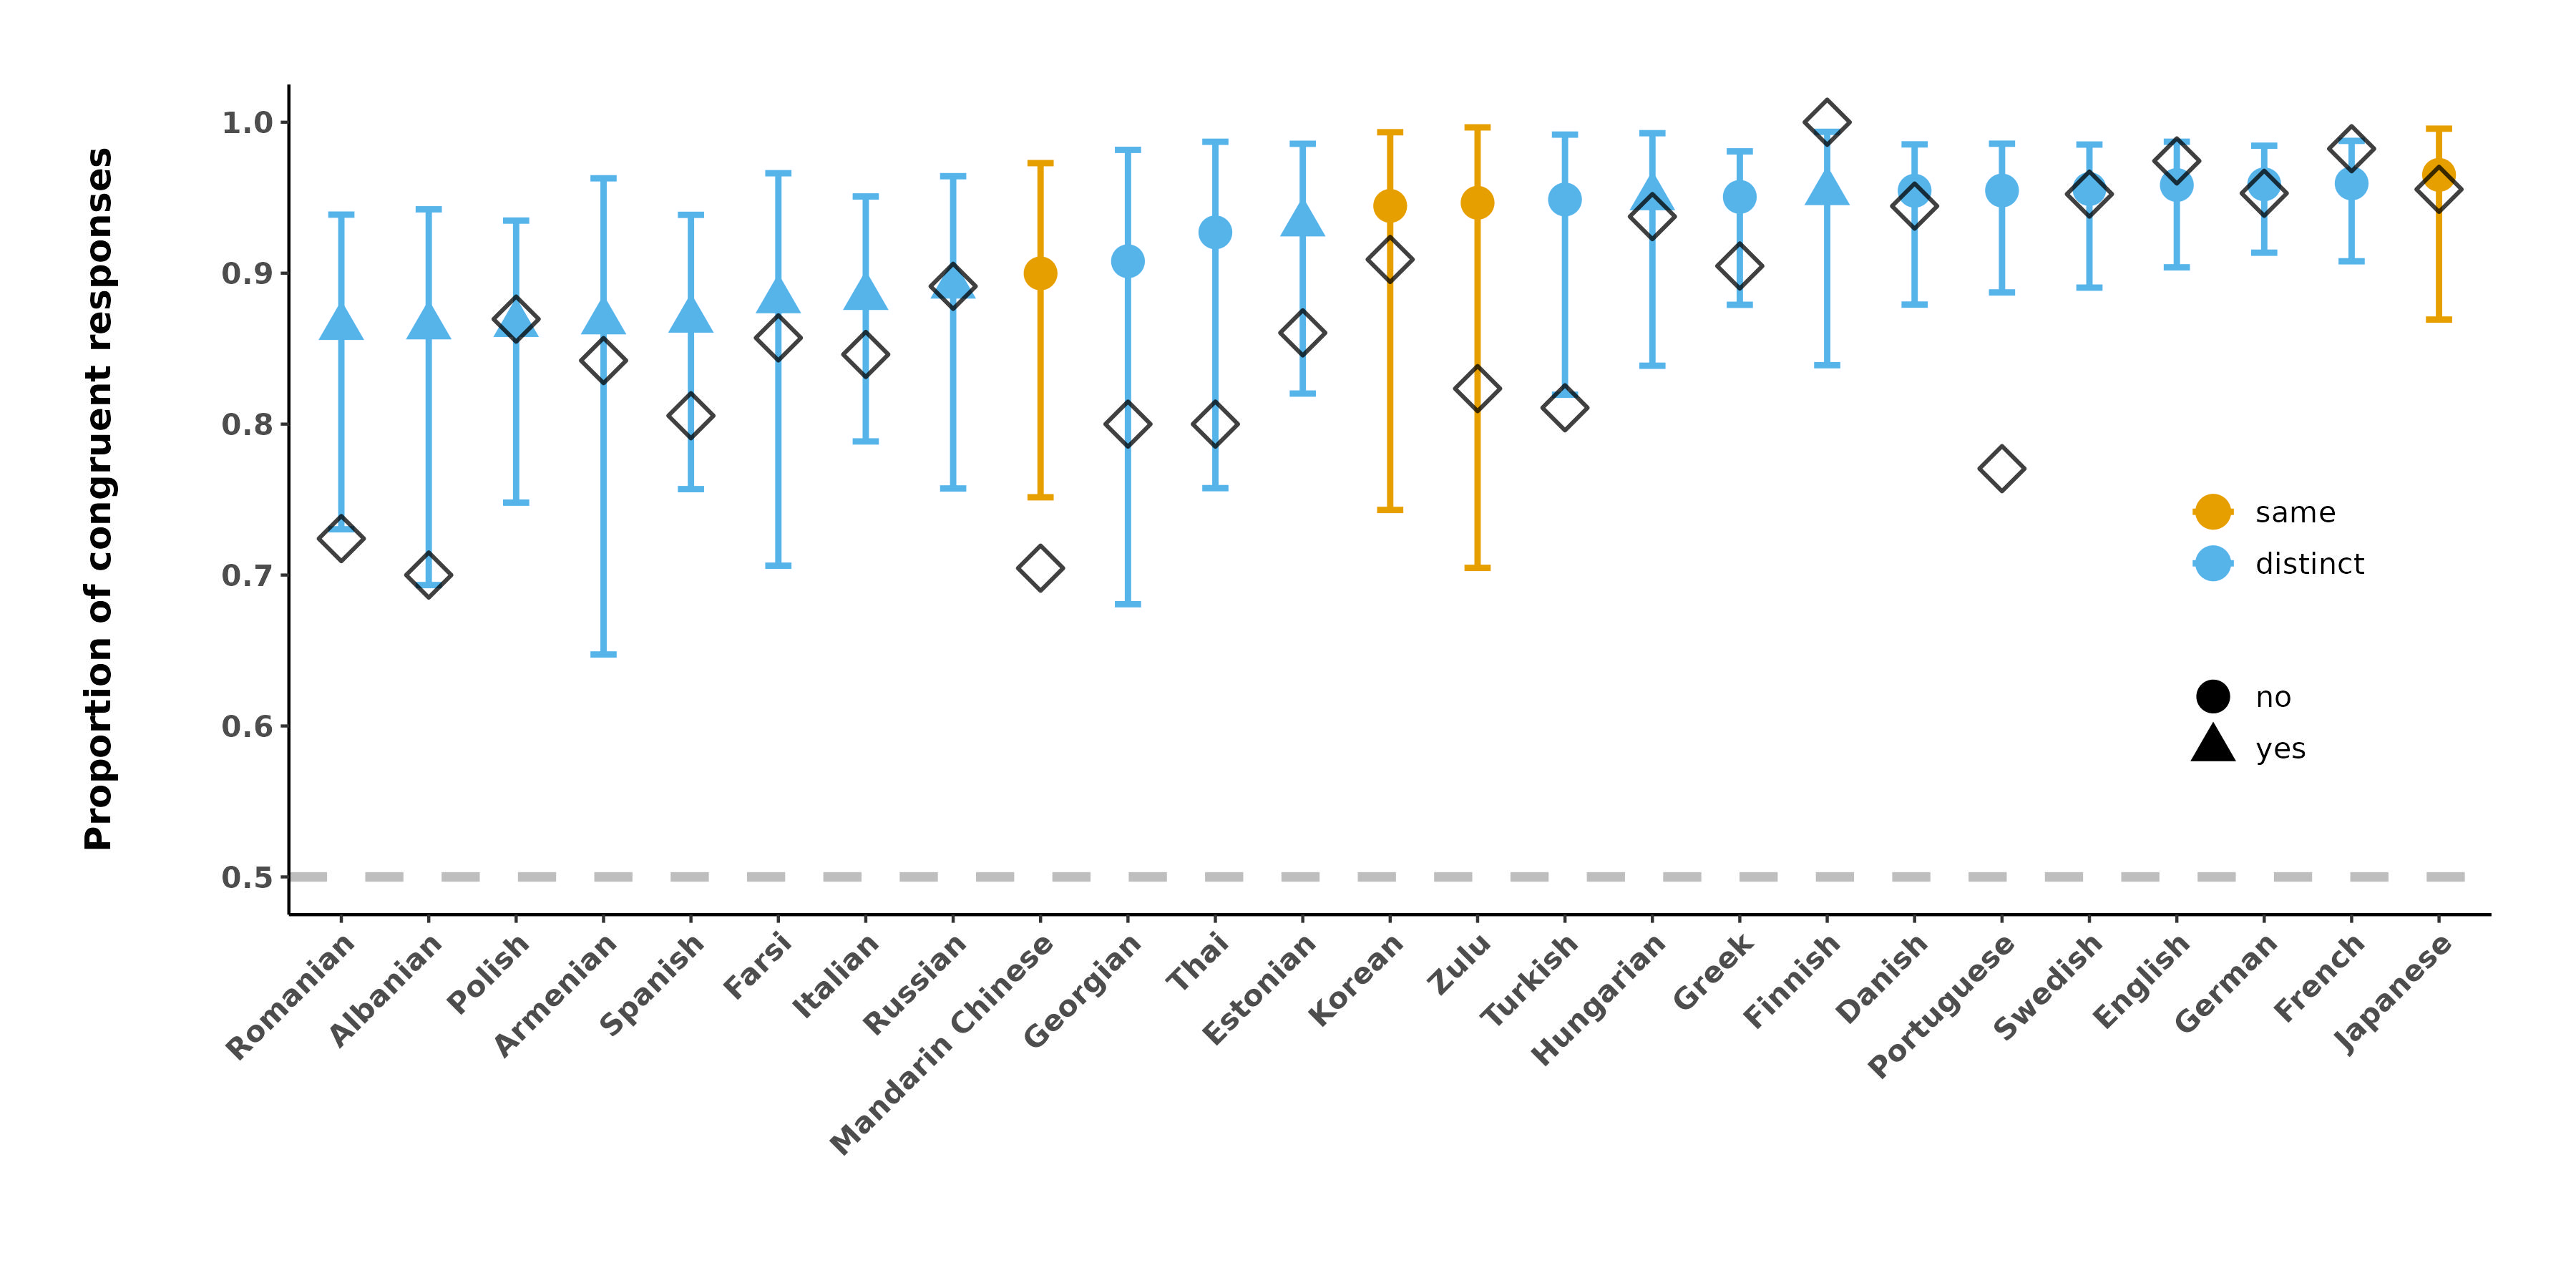 Proportion of congruent responses
1.0
0.9
0.8
0.7
0.6
0.5
same
distinct
no
yes
Romanian
Albanian
Polish
Armenian
Spanish
Farsi
Italian
Russian
Mandarin Chinese
Georgian
Thai
Estonian
Korean
Zulu
Turkish
Hungarian
Greek
Finnish
Danish
Portuguese
Swedish
English
German
French
Japanese